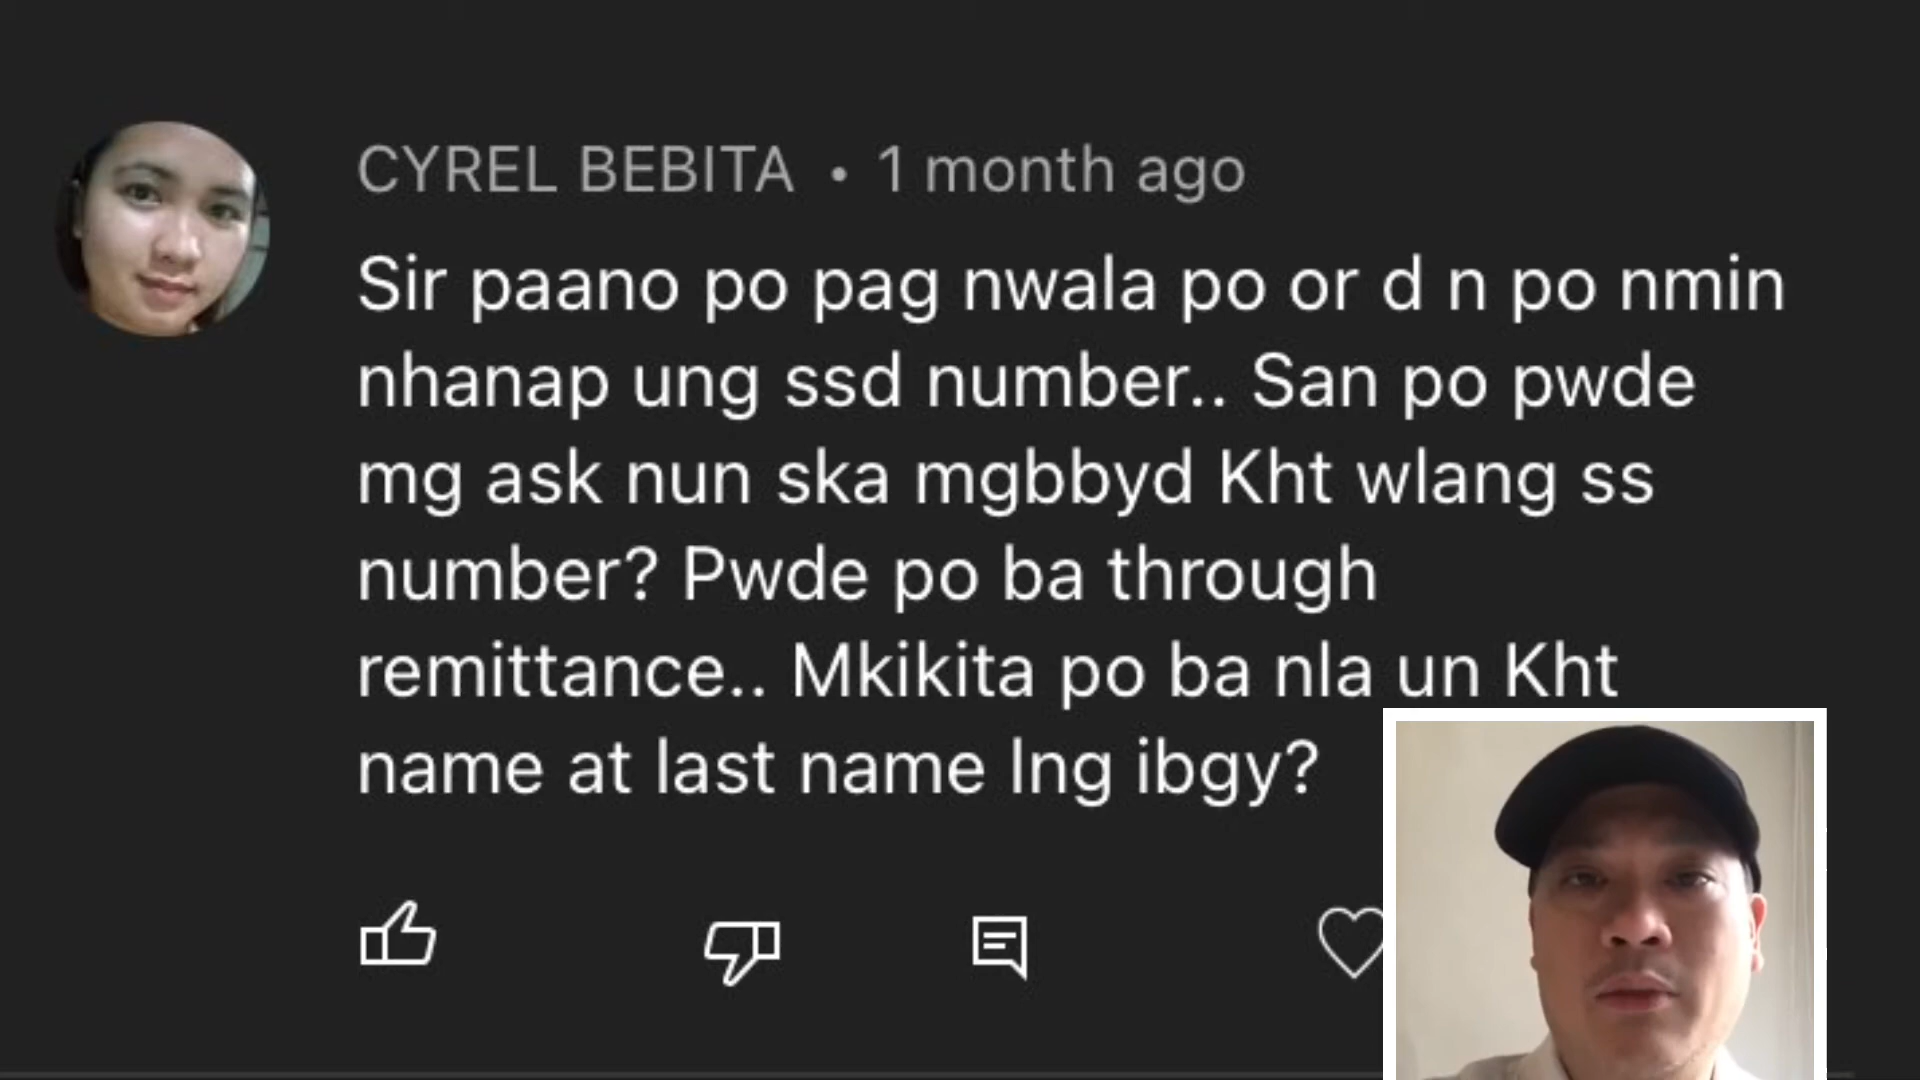 CYREL BEBITA • 1 month ago
Sir paano po pag nwala po or d n po nmin
nhanap ung ssd number.. San po pwde
mg ask nun ska mgbbyd Kht wlang ss
number? Pwde po ba through
remittance.. Mkikita po ba nla un Kht
name at last name lng ibgy?